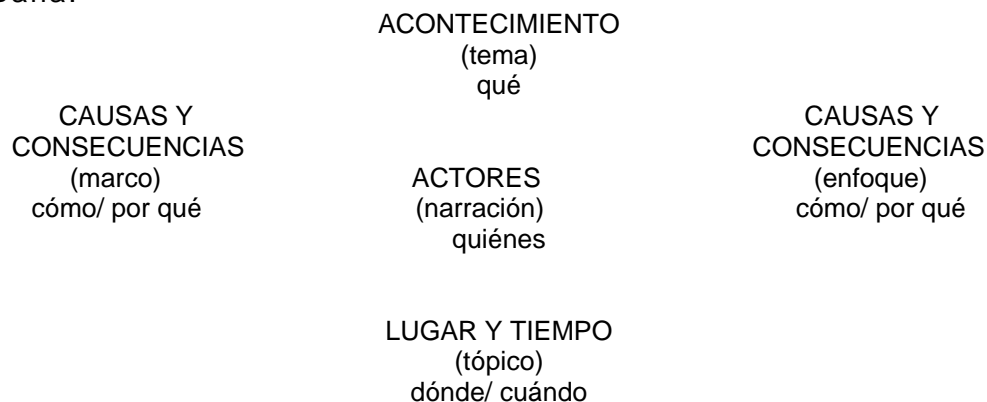 ACONTECIMIENTO
(tema)
qué
CAUSAS Y
CONSECUENCIAS
(marco)
cómo/ por qué
ACTORES
(narración)
quiénes
CAUSAS Y
CONSECUENCIAS
(enfoque)
cómo/ por qué
LUGAR Y TIEMPO
(tópico)
dónde/ cuándo